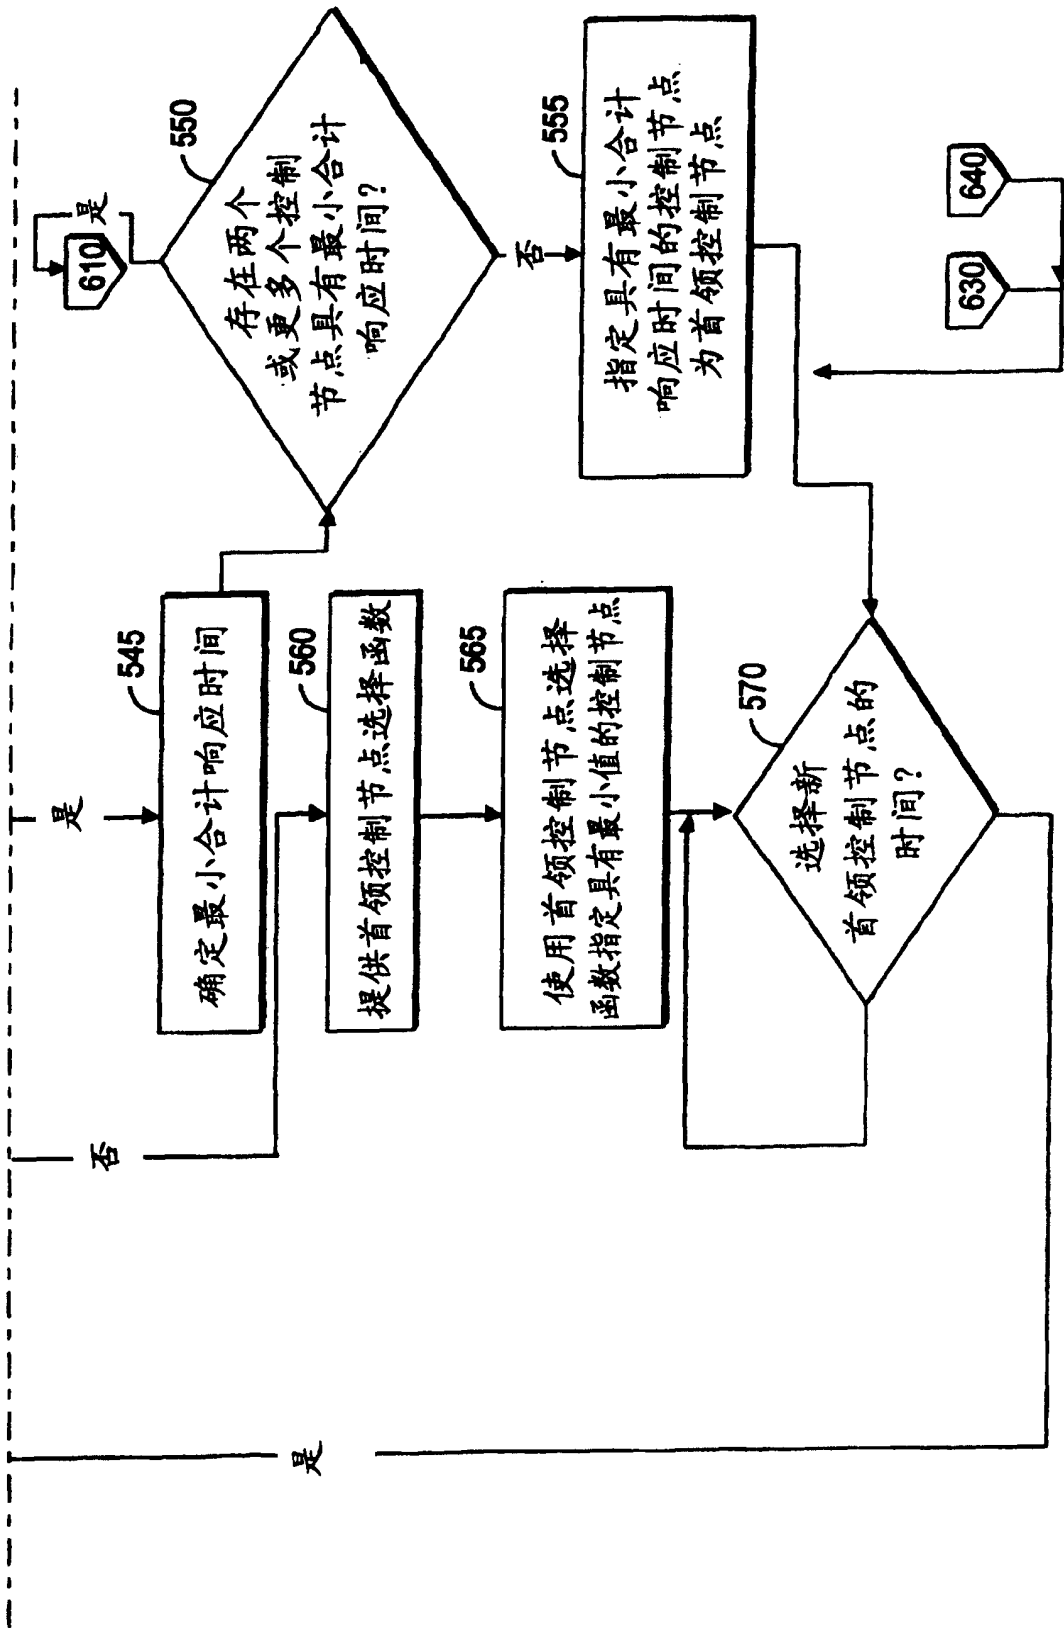 是
否
是
545
确定最小合计响应时间
560
提供首领控制节点选择函数
565
使用首领控制节点选择
函数指定具有最小值的控制节点
570
选择新
首领控制节点的
时间?
610
是
550
存在两个
或更多个控制
节点具有最小合计
响应时间?
否
555
指定具有最小合计
响应时间的控制节点
为首领控制节点
630
640